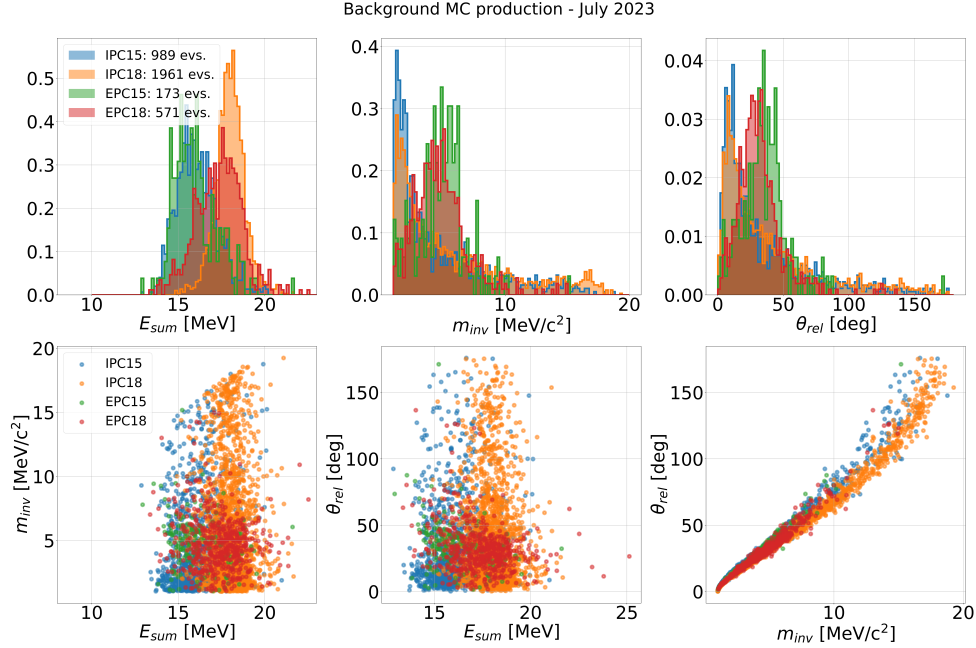 Background MC production - July 2023
IPC15: 989 evs.
IPC18: 1961 evs.
EPC15: 173 evs.
EPC18: 571 evs.
0.0
0.1
0.2
0.3
0.4
0.5
10
15
20
E_sum [MeV]
0.0
0.1
0.2
0.3
0.4
10
20
m_inv [MeV/c²]
0.00
0.01
0.02
0.03
0.04
0
50
100
150
θ_rel [deg]
IPC15
IPC18
EPC15
EPC18
m_inv [MeV/c²]
5
10
15
20
10
15
20
E_sum [MeV]
θ_rel [deg]
0
50
100
150
15
20
25
E_sum [MeV]
θ_rel [deg]
0
50
100
150
10
20
m_inv [MeV/c²]